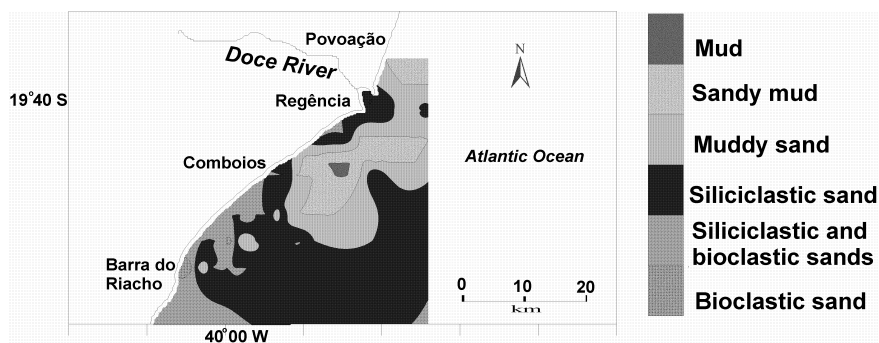 Povoação
Doce River
Regência
19°40 S
Comboios
Barra do
Riacho
40°00 W
N
Atlantic Ocean
0 10 20
km
Mud
Sandy mud
Muddy sand
Siliciclastic sand
Siliciclastic and
bioclastic sands
Bioclastic sand